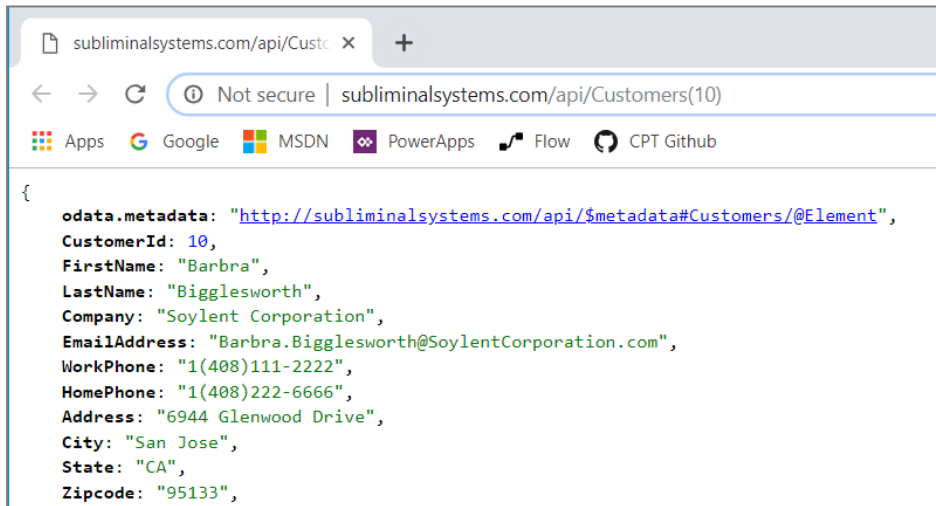 subliminalsystems.com/api/Custo
Not secure | subliminalsystems.com/api/Customers(10)
Apps Google MSDN PowerApps Flow CPT Github
{
odata.metadata: "http://subliminalsystems.com/api/$metadata#Customers/@Element",
CustomerId: 10,
FirstName: "Barbra",
LastName: "Bigglesworth",
Company: "Soylent Corporation",
EmailAddress: "Barbra.Bigglesworth@SoylentCorporation.com",
WorkPhone: "1(408)111-2222",
HomePhone: "1(408)222-6666",
Address: "6944 Glenwood Drive",
City: "San Jose",
State: "CA",
Zipcode: "95133",